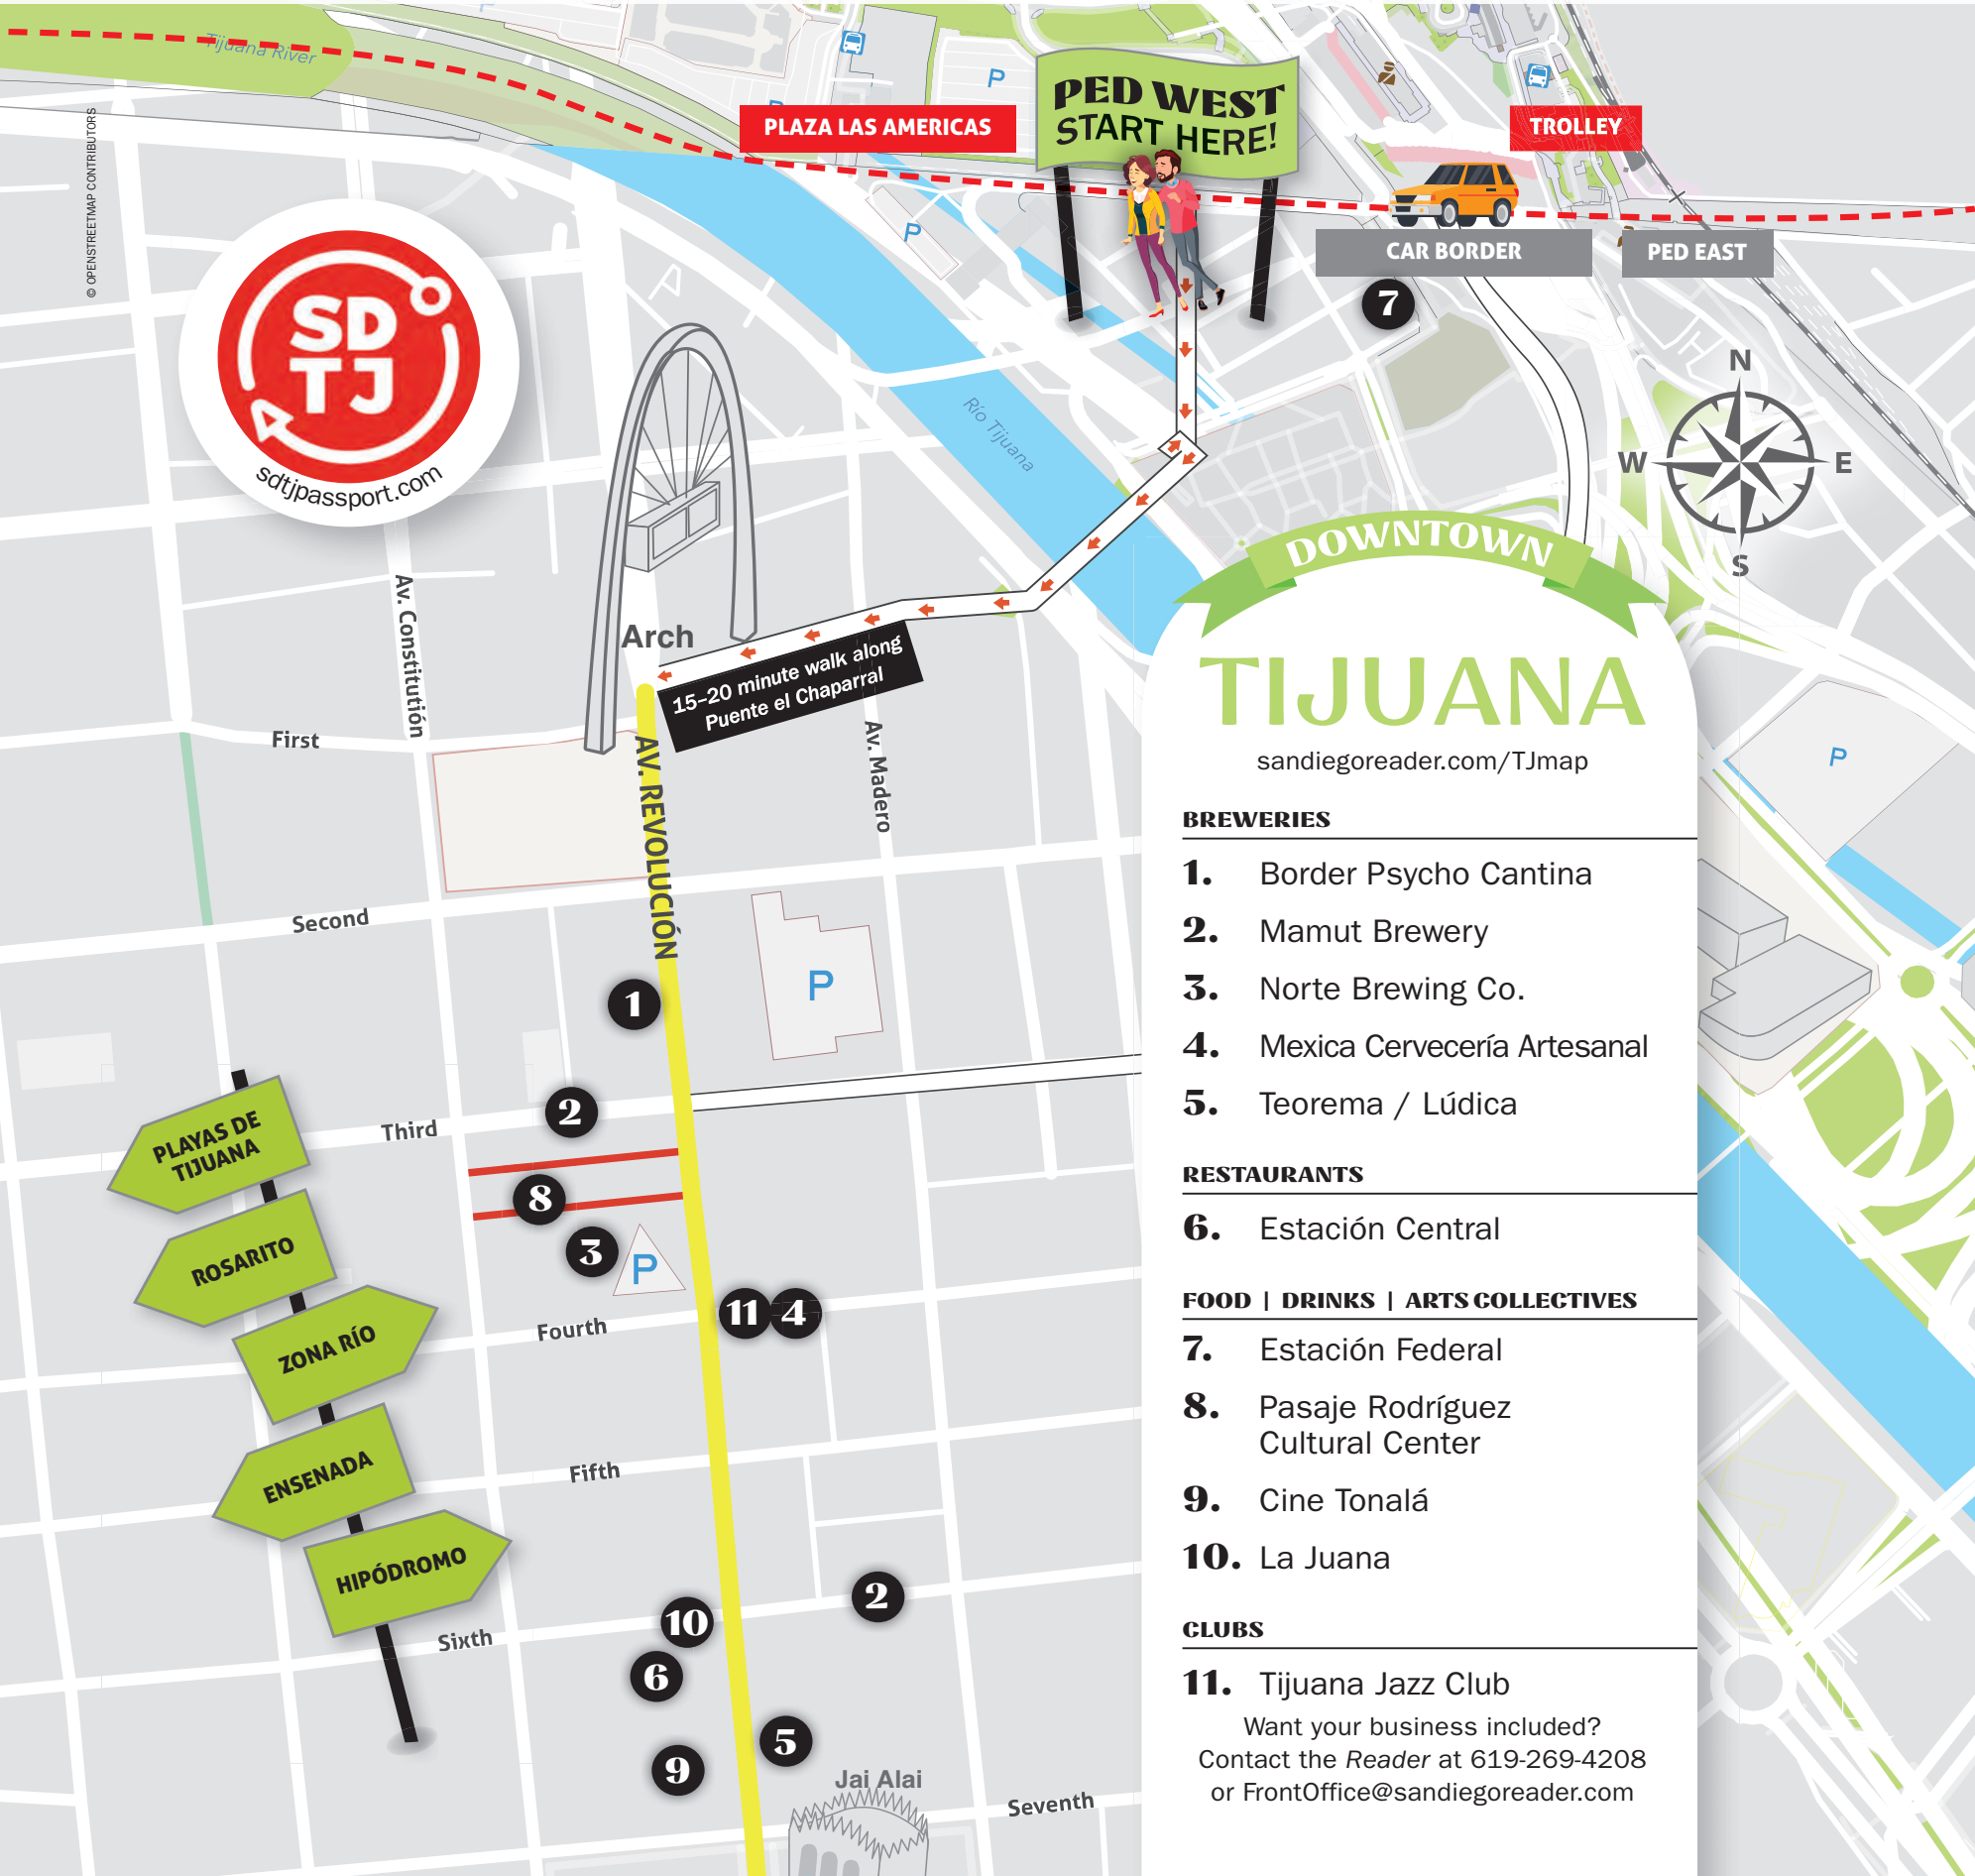 © OPENSTREETMAP CONTRIBUTORS
Tijuana River
P
P
PLAZA LAS AMERICAS
PED WEST
START HERE!
TROLLEY
CAR BORDER
PED EAST
P
7
SD
TJ
sdtjpassport.com
Río Tijuana
N
W
E
S
Arch
15–20 minute walk along
Puente el Chaparral
Av. Constitutión
First
AV. REVOLUCIÓN
Av. Madero
Second
P
P
1
2
Third
8
3
P
11
4
Fourth
Fifth
2
10
Sixth
6
5
9
Jai Alai
Seventh
PLAYAS DE
TIJUANA
ROSARITO
ZONA RÍO
ENSENADA
HIPÓDROMO
DOWNTOWN
TIJUANA
sandiegoreader.com/TJmap
BREWERIES
1. Border Psycho Cantina
2. Mamut Brewery
3. Norte Brewing Co.
4. Mexica Cervecería Artesanal
5. Teorema / Lúdica
RESTAURANTS
6. Estación Central
FOOD | DRINKS | ARTS COLLECTIVES
7. Estación Federal
8. Pasaje Rodríguez
Cultural Center
9. Cine Tonalá
10. La Juana
CLUBS
11. Tijuana Jazz Club
Want your business included?
Contact the Reader at 619-269-4208
or FrontOffice@sandiegoreader.com